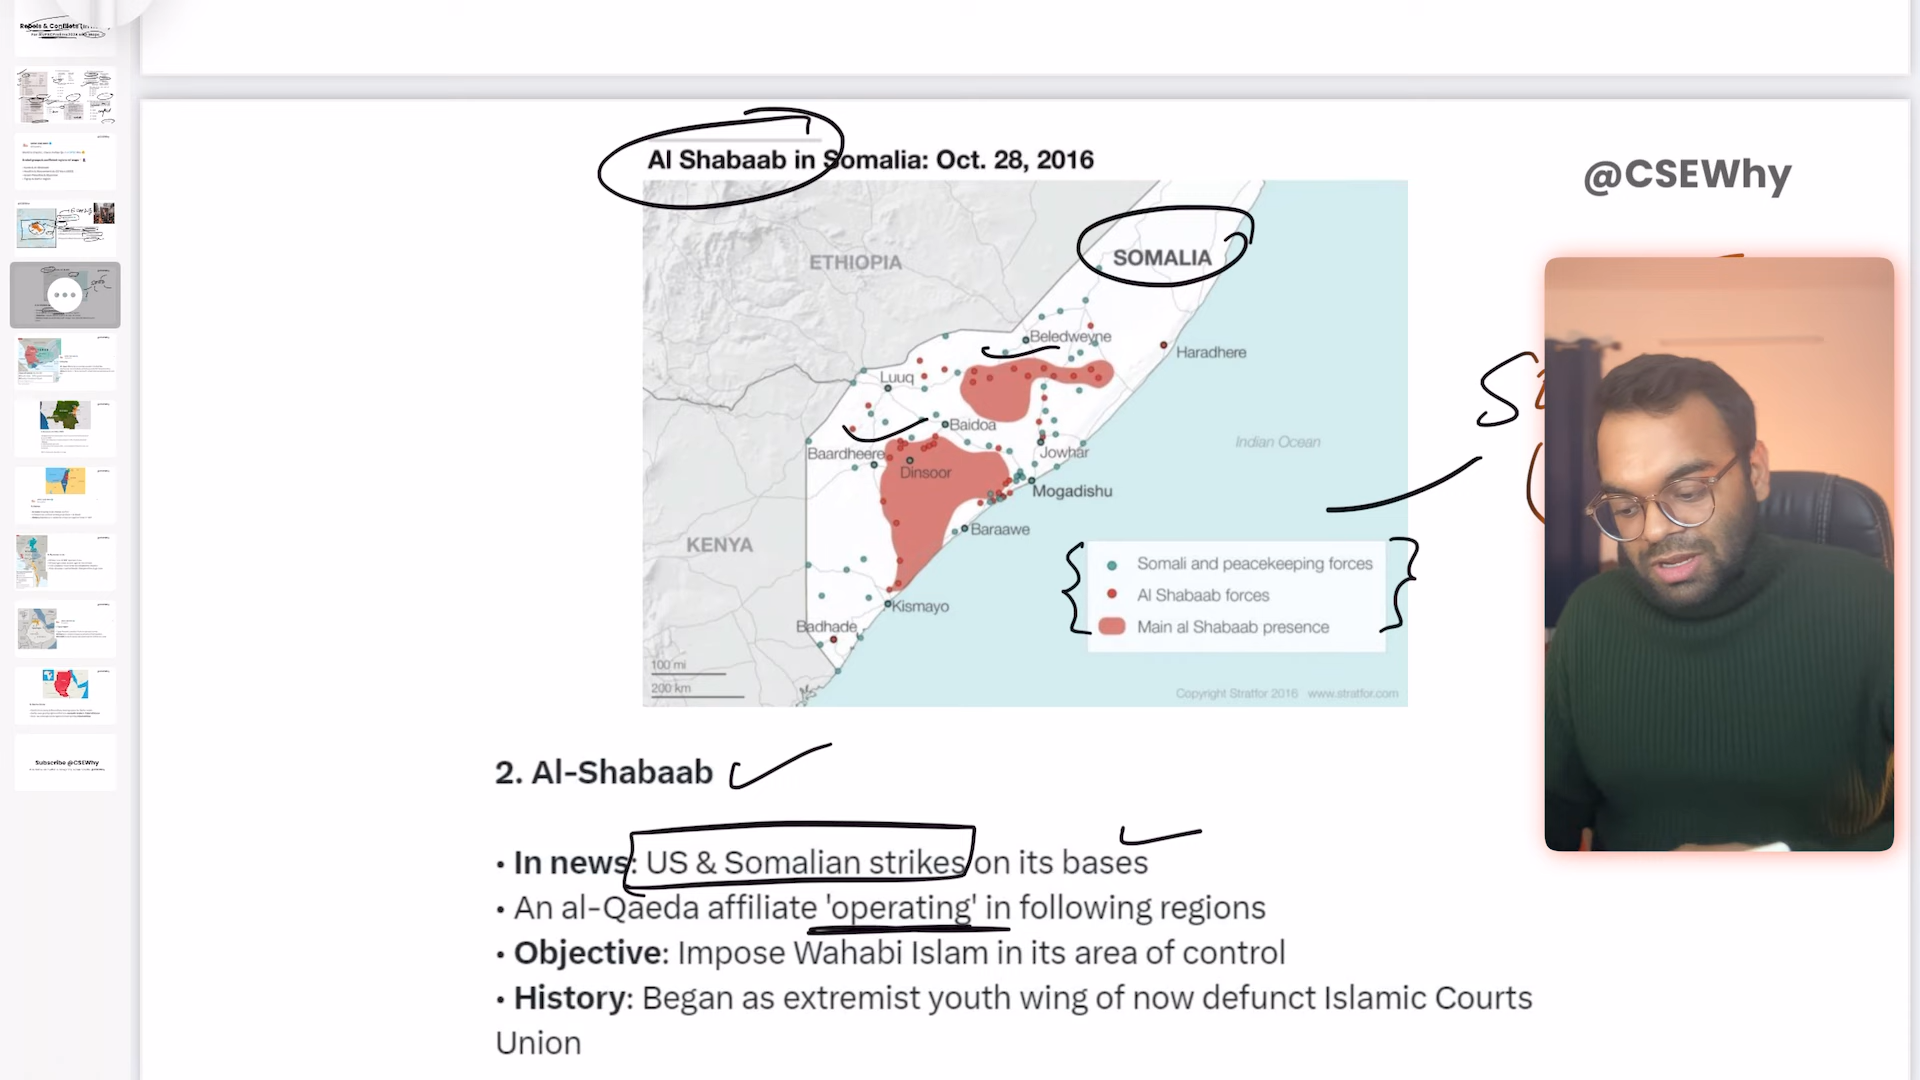 Rebels & Conflicts
Al Shabaab in Somalia: Oct. 28, 2016
@CSEWhy
SOMALIA
ETHIOPIA
Beledweyne
Haradhere
Luuq
Baidoa
Indian Ocean
Baardheere
Jowhar
Dinsoor
Mogadishu
Baraawe
KENYA
Somali and peacekeeping forces
Al Shabaab forces
Kismayo
Badhade
Main al Shabaab presence
100 mi
200 km
Copyright Stratfor 2016 www.stratfor.com
2. Al-Shabaab
• In news: US & Somalian strikes on its bases
• An al-Qaeda affiliate 'operating' in following regions
• Objective: Impose Wahabi Islam in its area of control
• History: Began as extremist youth wing of now defunct Islamic Courts
Union
Subscribe @CSEWhy